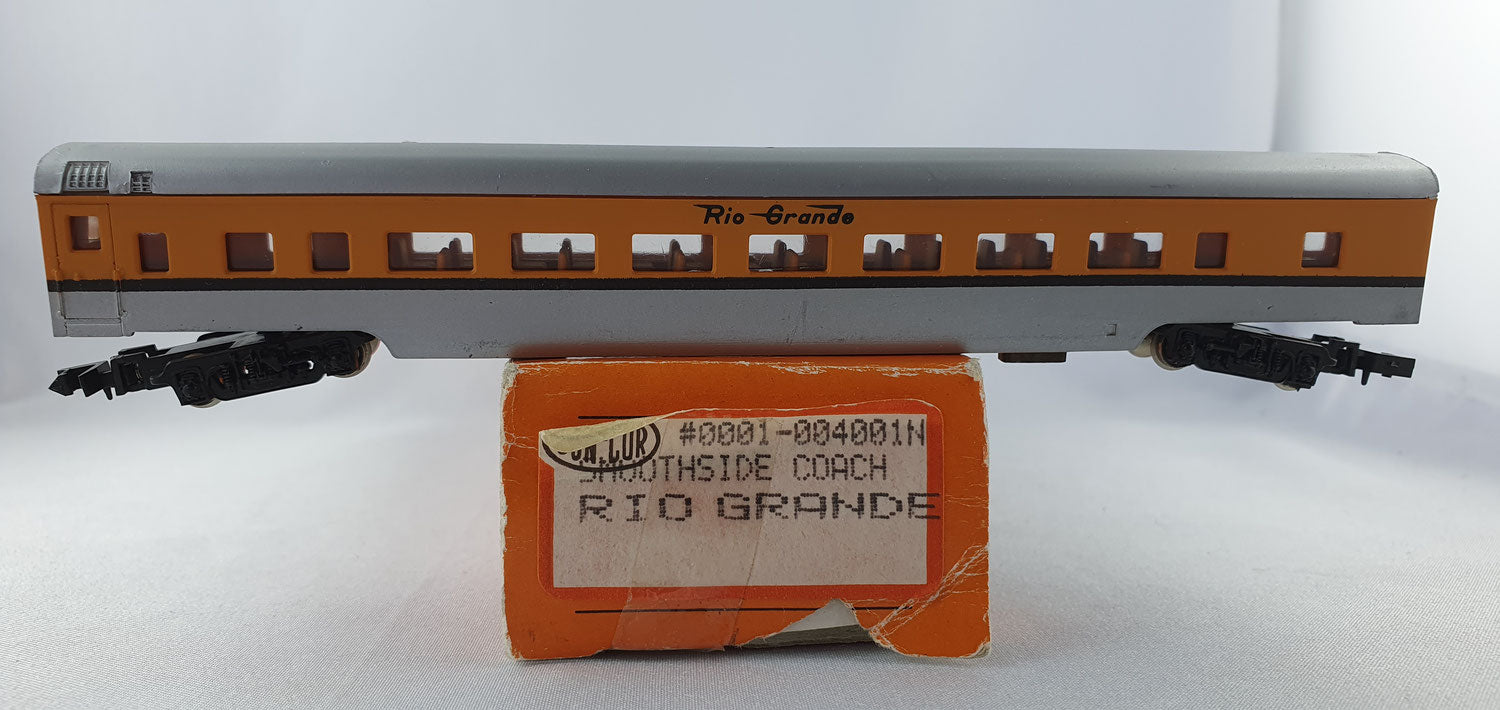 Rio Grande
#0001-004001N
SMOOTHSIDE COACH
RIO GRANDE